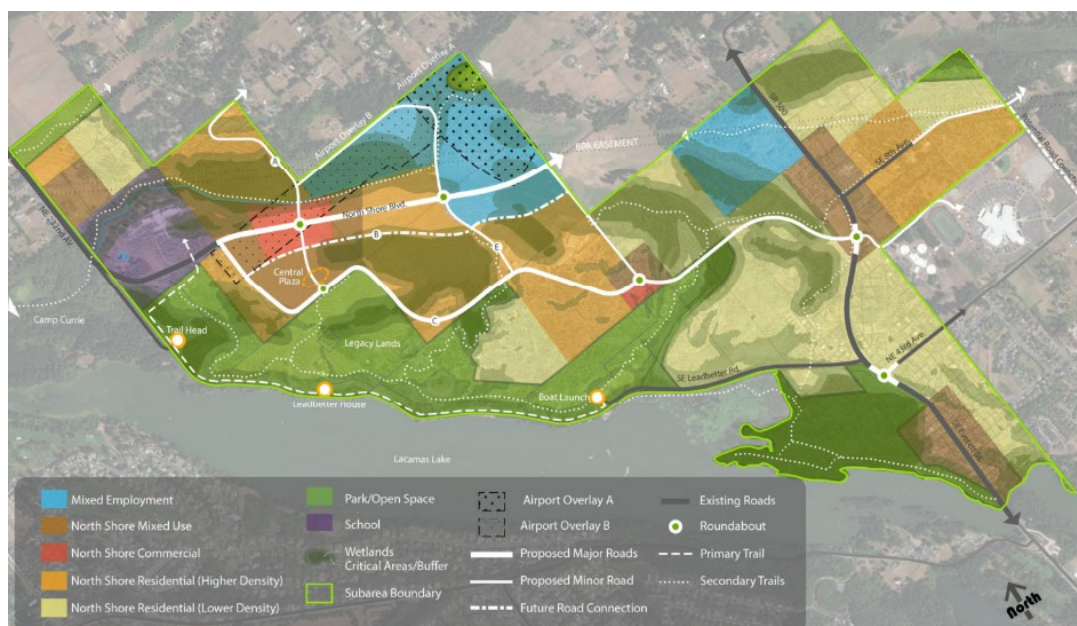 Airport Overlay A
Airport Overlay B
BPA EASEMENT
SR 500
SE 8th Ave.
NE 232nd AV
North Shore Blvd.
A
B
E
C
Central
Plaza
Camp Currie
Trail Head
Legacy Lands
Leadbetter House
Boat Launch
SE Leadbetter Rd.
NE 43rd Ave.
SE Everett St.
Lacamas Lake
Mixed Employment
North Shore Mixed Use
North Shore Commercial
North Shore Residential (Higher Density)
North Shore Residential (Lower Density)
Park/Open Space
School
Wetlands
Critical Areas/Buffer
Subarea Boundary
Airport Overlay A
Airport Overlay B
Proposed Major Roads
Proposed Minor Road
Future Road Connection
Existing Roads
Roundabout
Primary Trail
Secondary Trails
North